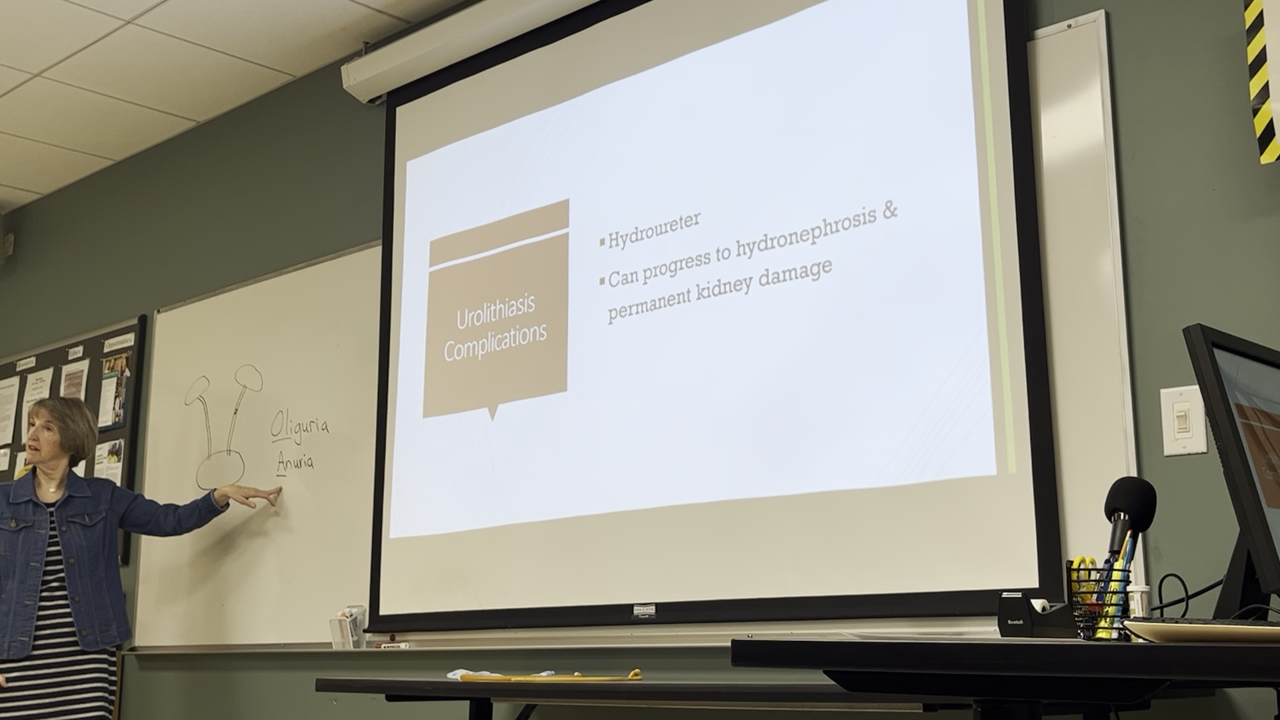 Oliguria
Anuria
Urolithiasis
Complications
▪ Hydroureter
▪ Can progress to hydronephrosis &
permanent kidney damage